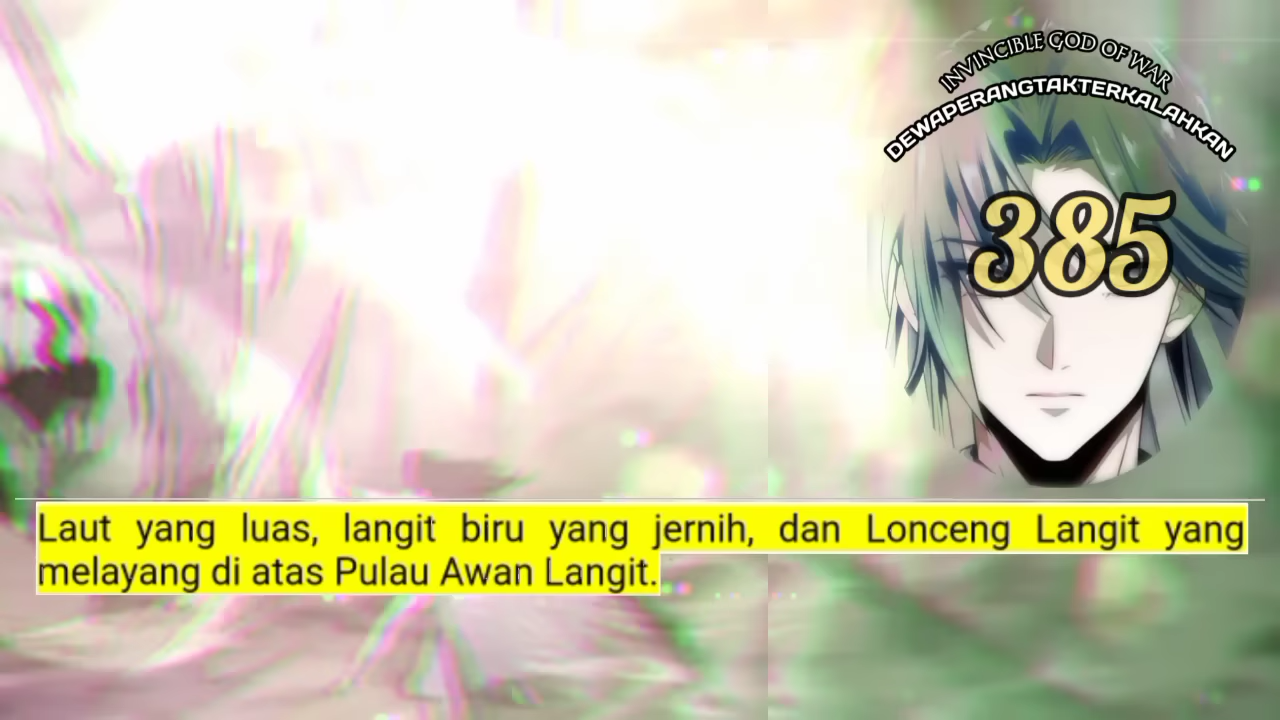 INVINCIBLE GOD OF WAR
DEWAPERANGTAKTERKALAHKAN
385
Laut yang luas, langit biru yang jernih, dan Lonceng Langit yang
melayang di atas Pulau Awan Langit.